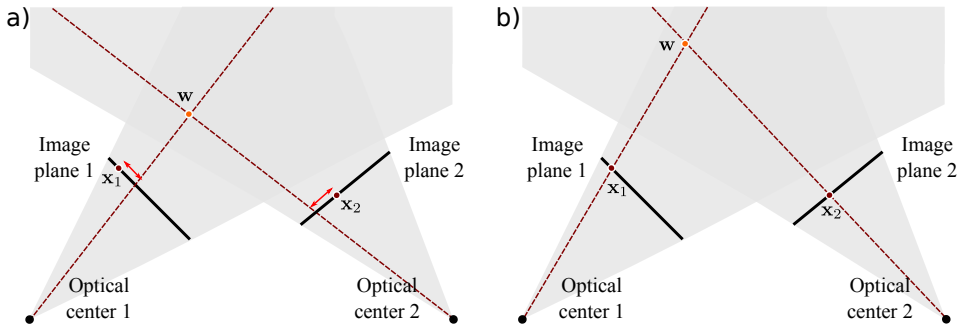 a)
w
Image
plane 1
x₁
Image
plane 2
x₂
Optical
center 1
Optical
center 2
b)
w
Image
plane 1
x₁
Image
plane 2
x₂
Optical
center 1
Optical
center 2